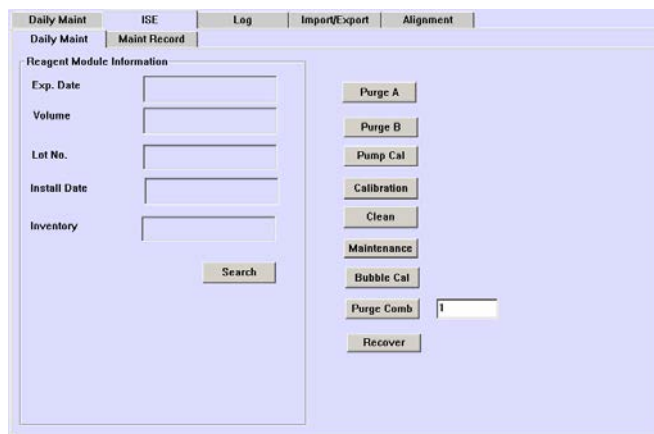 Daily Maint ISE Log Import/Export Alignment
Daily Maint Maint Record
Reagent Module Information
Exp. Date
Volume
Lot No.
Install Date
Inventory
Search
Purge A
Purge B
Pump Cal
Calibration
Clean
Maintenance
Bubble Cal
Purge Comb 1
Recover